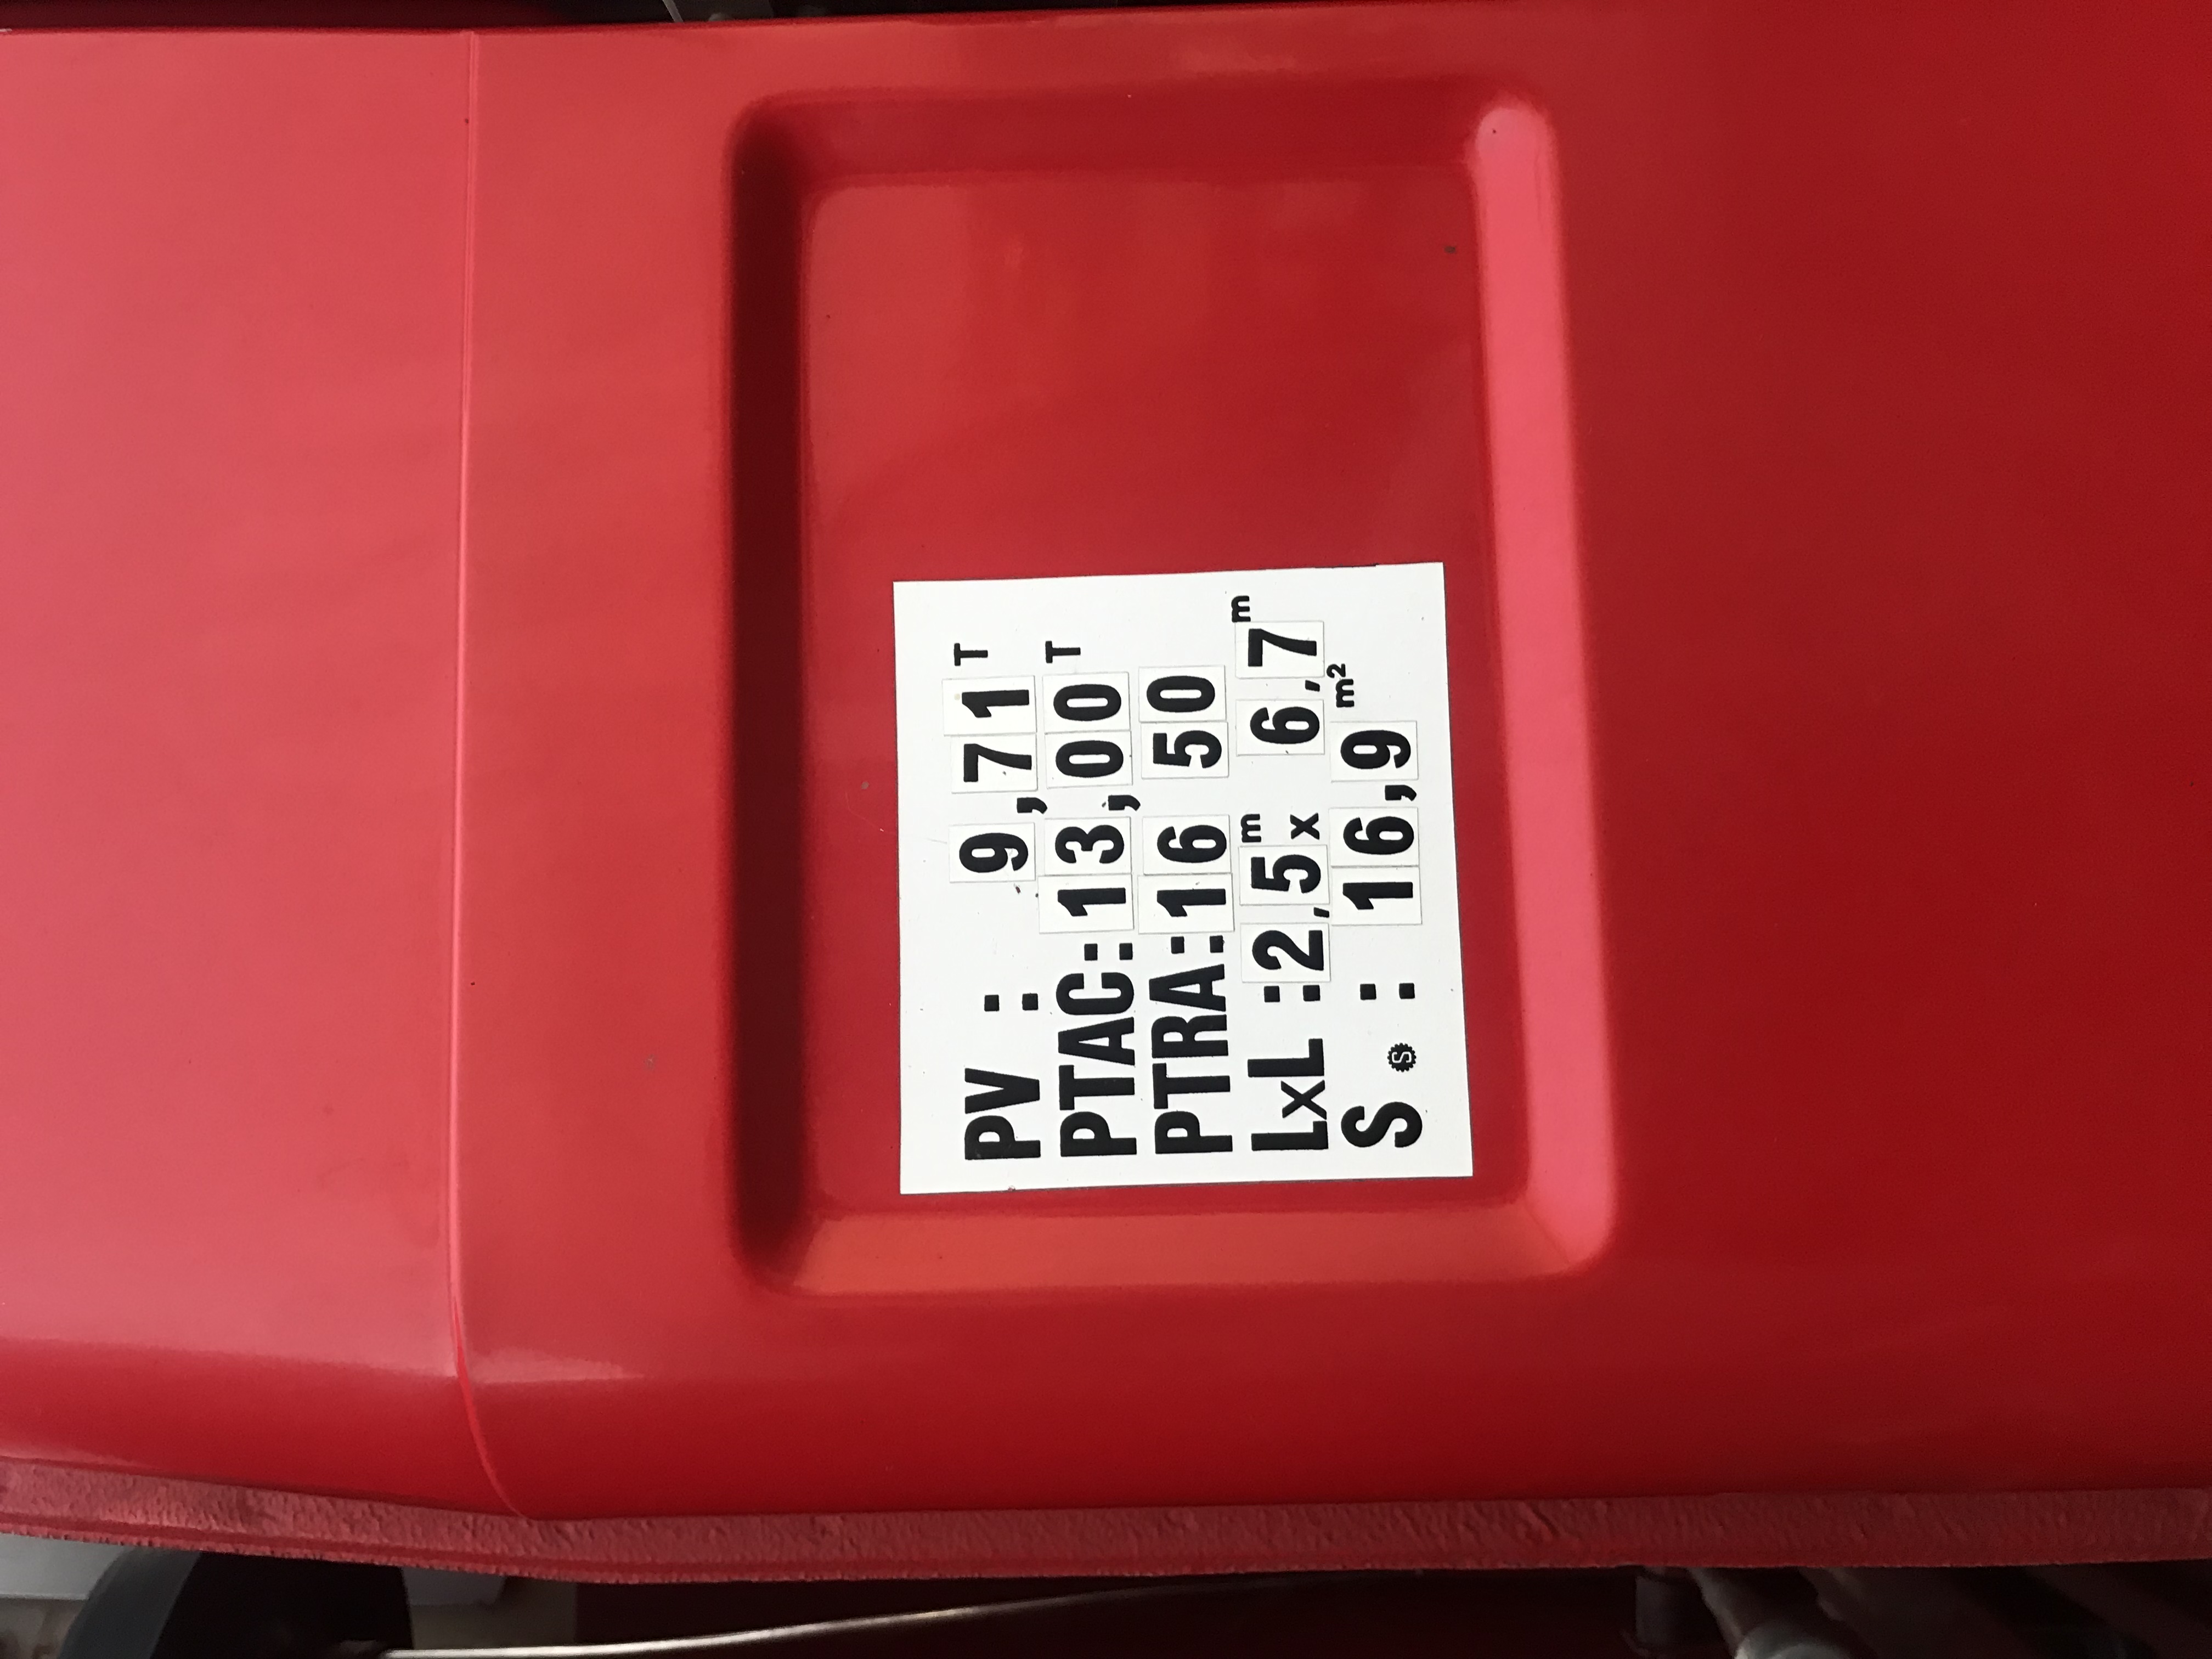 PV : 9,71 T
PTAC: 13,00 T
PTRA: 16 50
LxL : 2,5 m x 6,7 m
S : 16,9 m²
S